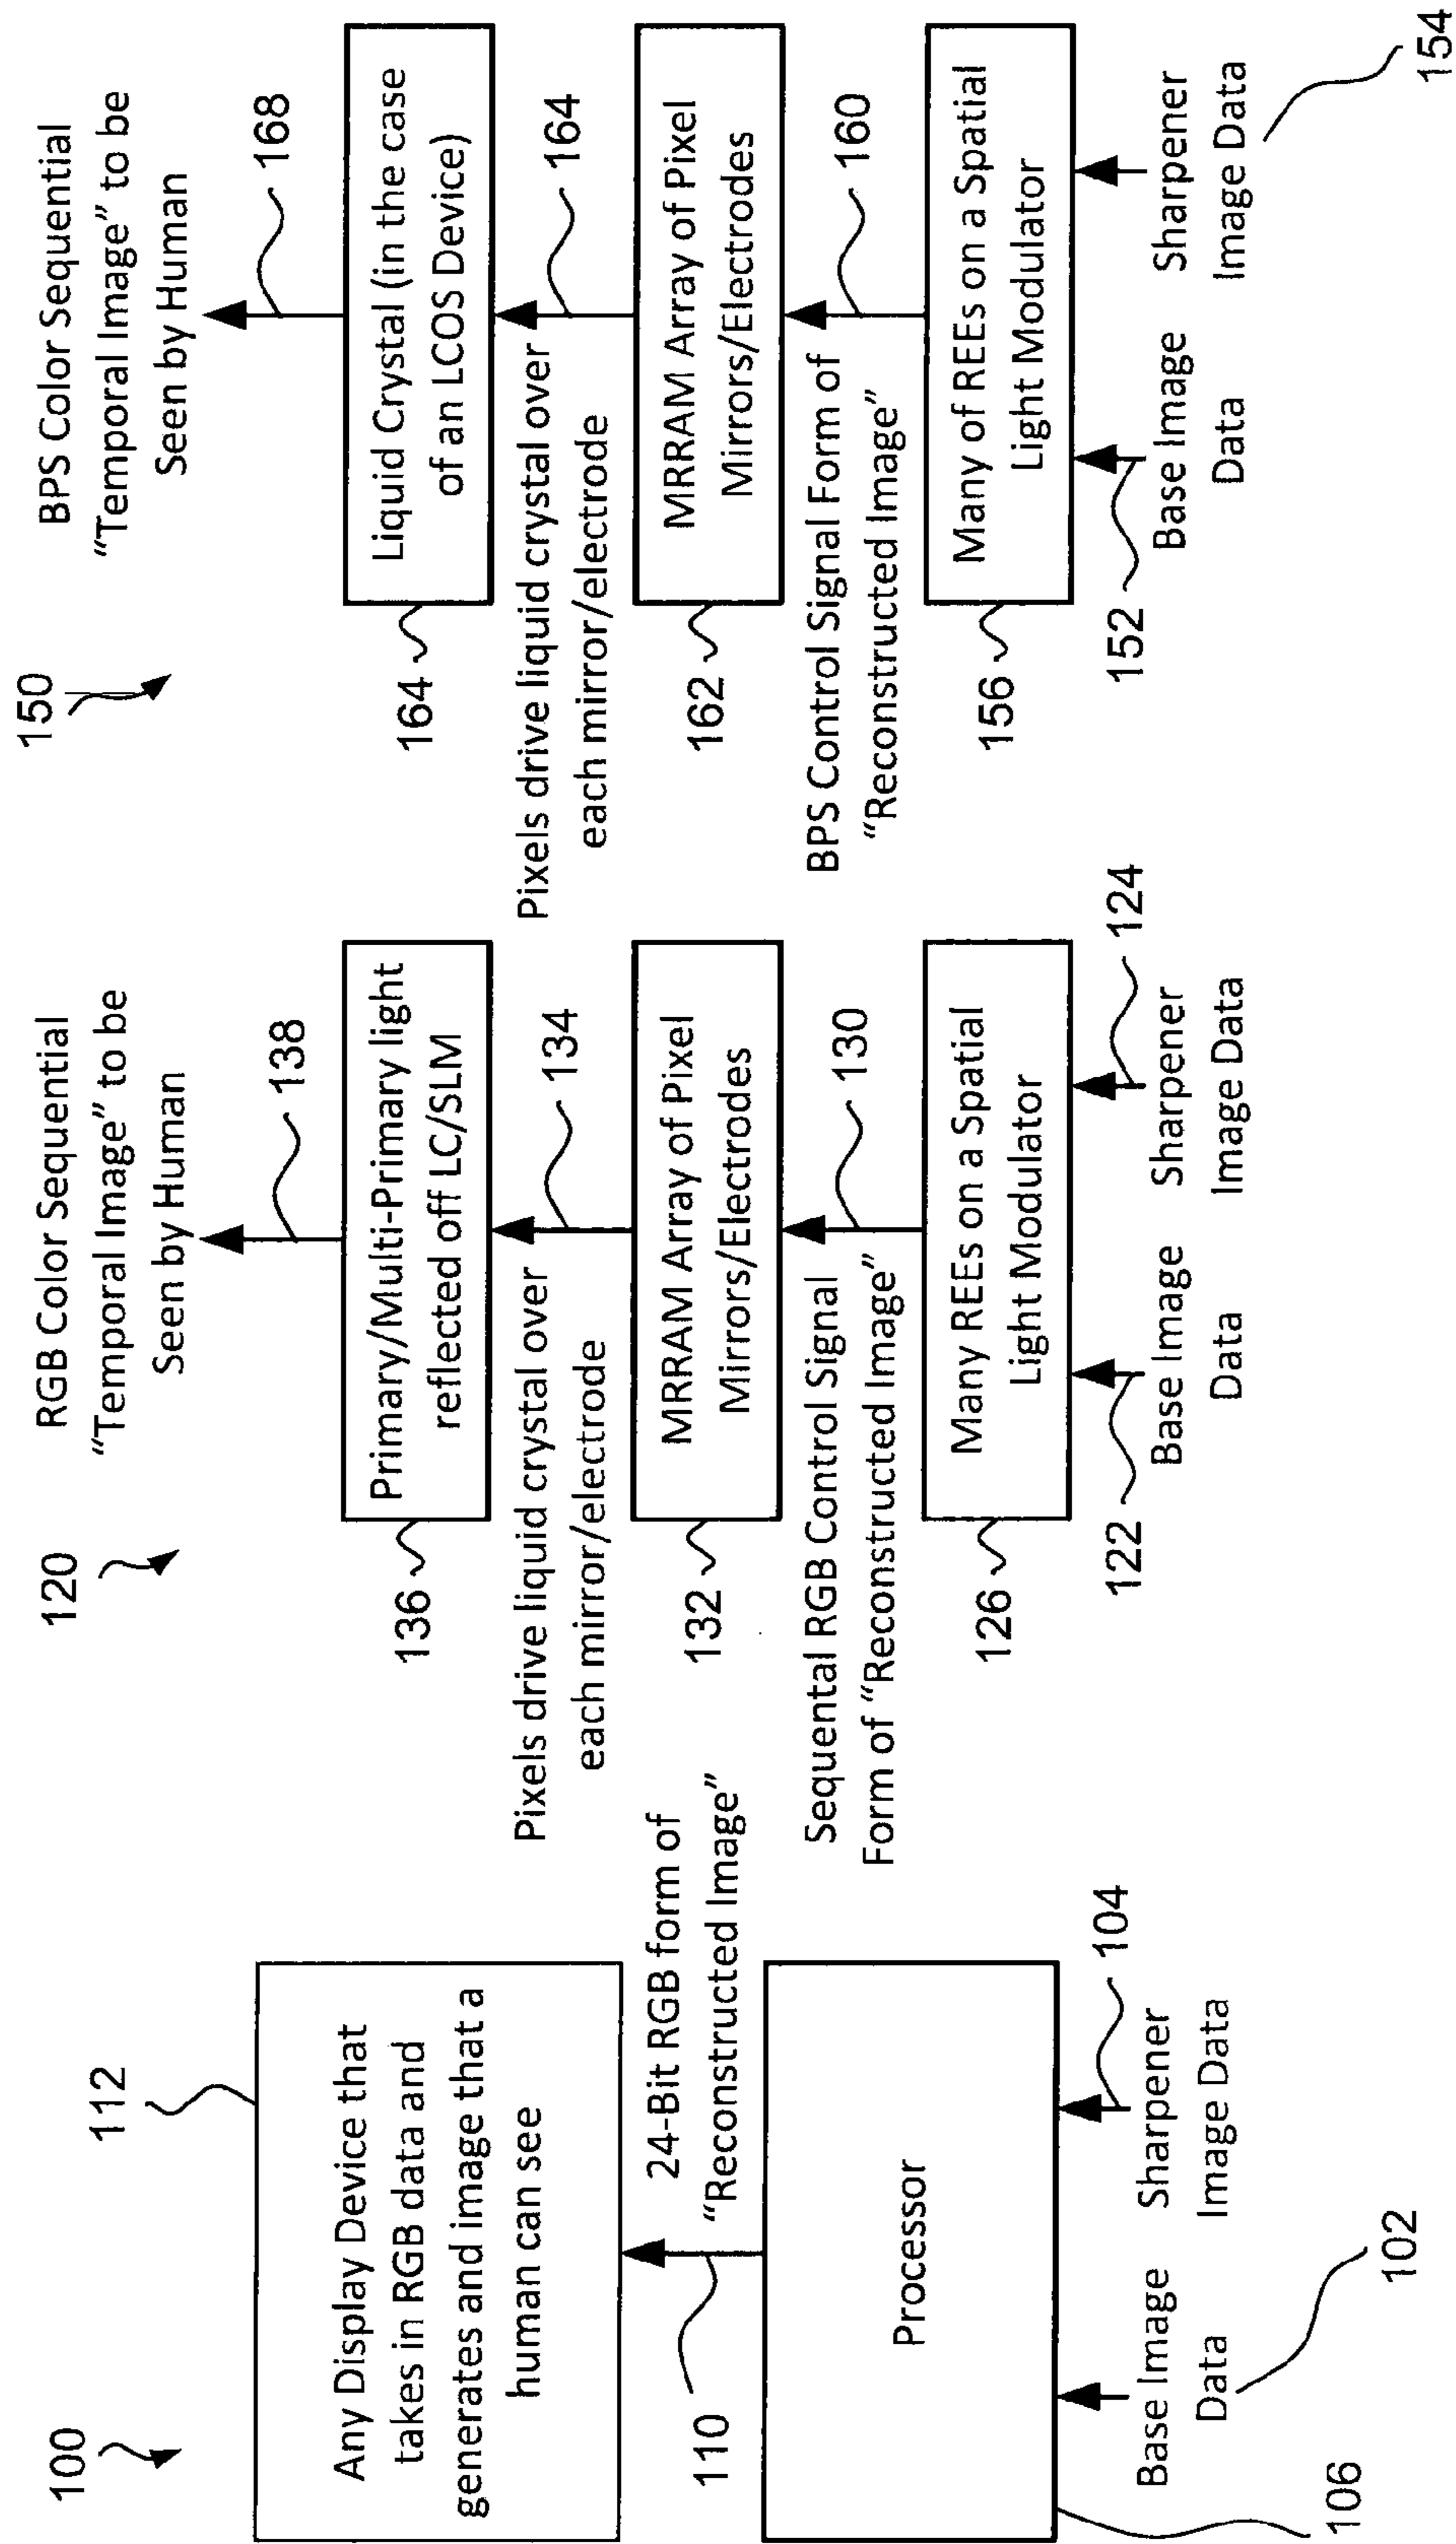 100
112
Any Display Device that
takes in RGB data and
generates and image that a
human can see
110
24-Bit RGB form of
“Reconstructed Image”
Processor
106
Base Image
Data
102
Sharpener
Image Data
104
120
RGB Color Sequential
“Temporal Image” to be
Seen by Human
138
136
Primary/Multi-Primary light
reflected off LC/SLM
Pixels drive liquid crystal over
each mirror/electrode
134
132
MRRAM Array of Pixel
Mirrors/Electrodes
Sequental RGB Control Signal
Form of “Reconstructed Image”
130
126
Many REEs on a Spatial
Light Modulator
122
Base Image
Data
Sharpener
Image Data
124
150
BPS Color Sequential
“Temporal Image” to be
Seen by Human
168
164
Liquid Crystal (in the case
of an LCOS Device)
Pixels drive liquid crystal over
each mirror/electrode
164
162
MRRAM Array of Pixel
Mirrors/Electrodes
BPS Control Signal Form of
“Reconstructed Image”
160
156
Many of REEs on a Spatial
Light Modulator
152
Base Image
Data
Sharpener
Image Data
154